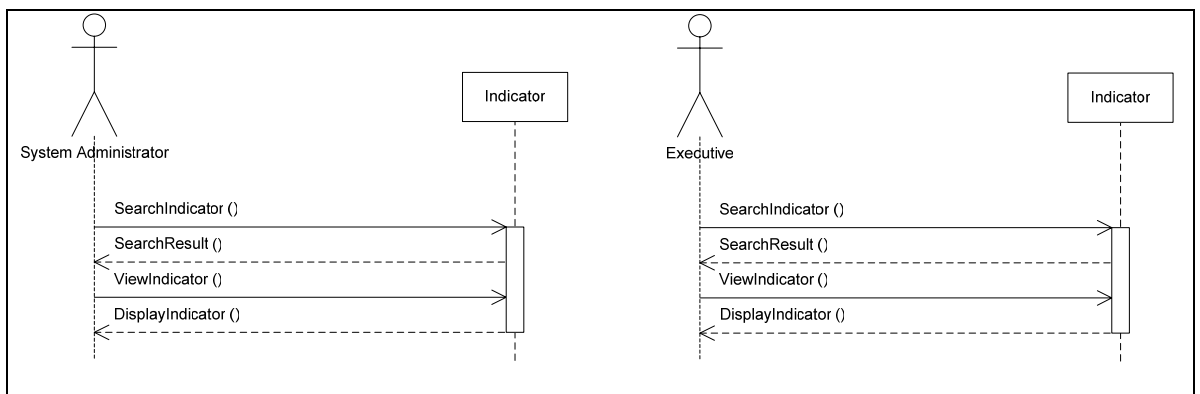 Indicator
System Administrator
SearchIndicator ()
SearchResult ()
ViewIndicator ()
DisplayIndicator ()
Indicator
Executive
SearchIndicator ()
SearchResult ()
ViewIndicator ()
DisplayIndicator ()